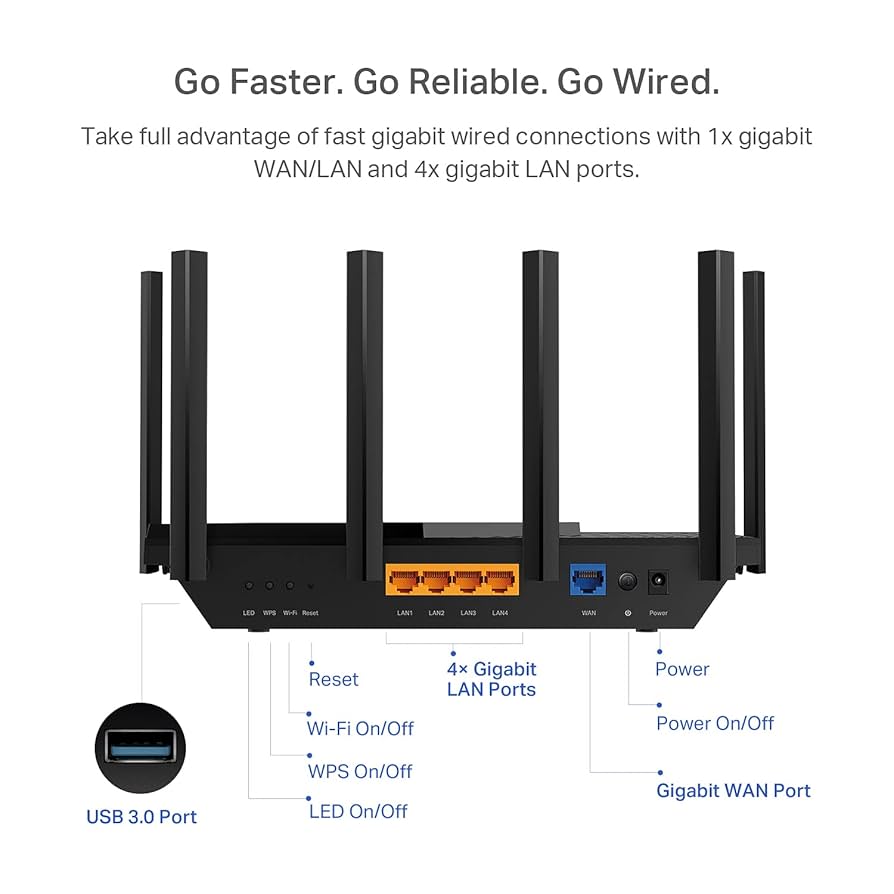 Go Faster. Go Reliable. Go Wired.
Take full advantage of fast gigabit wired connections with 1x gigabit
WAN/LAN and 4x gigabit LAN ports.
LED WPS Wi-Fi Reset LAN1 LAN2 LAN3 LAN4 WAN Power
Reset
4× Gigabit
LAN Ports
Power
Wi-Fi On/Off
Power On/Off
WPS On/Off
Gigabit WAN Port
LED On/Off
USB 3.0 Port